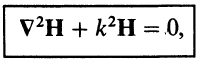 ∇²H + k²H = 0,